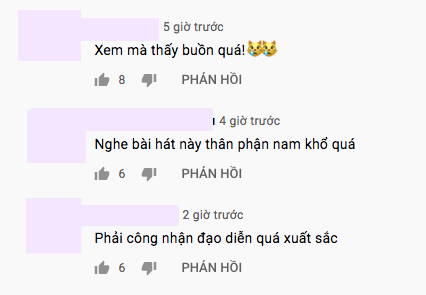 5 giờ trước
Xem mà thấy buồn quá!😿😿
8 PHẢN HỒI
4 giờ trước
Nghe bài hát này thân phận nam khổ quá
6 PHẢN HỒI
2 giờ trước
Phải công nhận đạo diễn quá xuất sắc
6 PHẢN HỒI